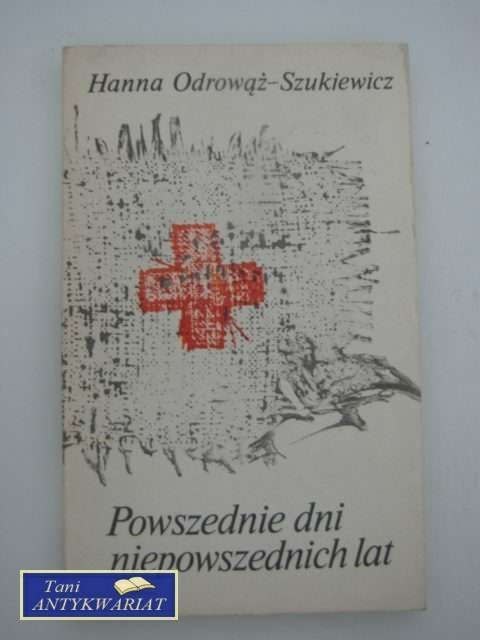 Hanna Odrowąż-Szukiewicz
Powszednie dni
niepowszednich lat
Tani
ANTYKWARIAT